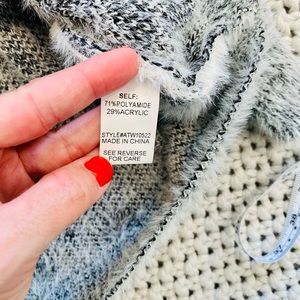 SELF:
71%POLYAMIDE
29%ACRYLIC
STYLE#ATW10522
MADE IN CHINA
SEE REVERSE
FOR CARE